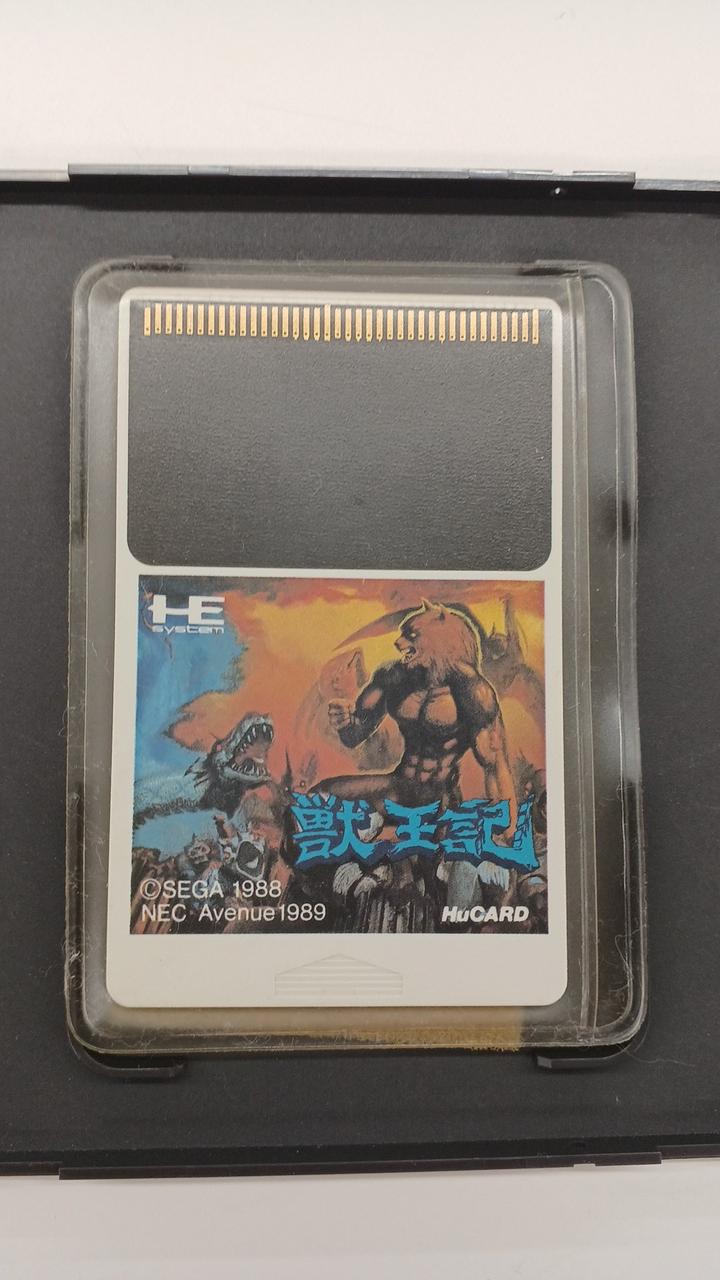 HE
system
獣王記
©SEGA 1988
NEC Avenue 1989
HuCARD